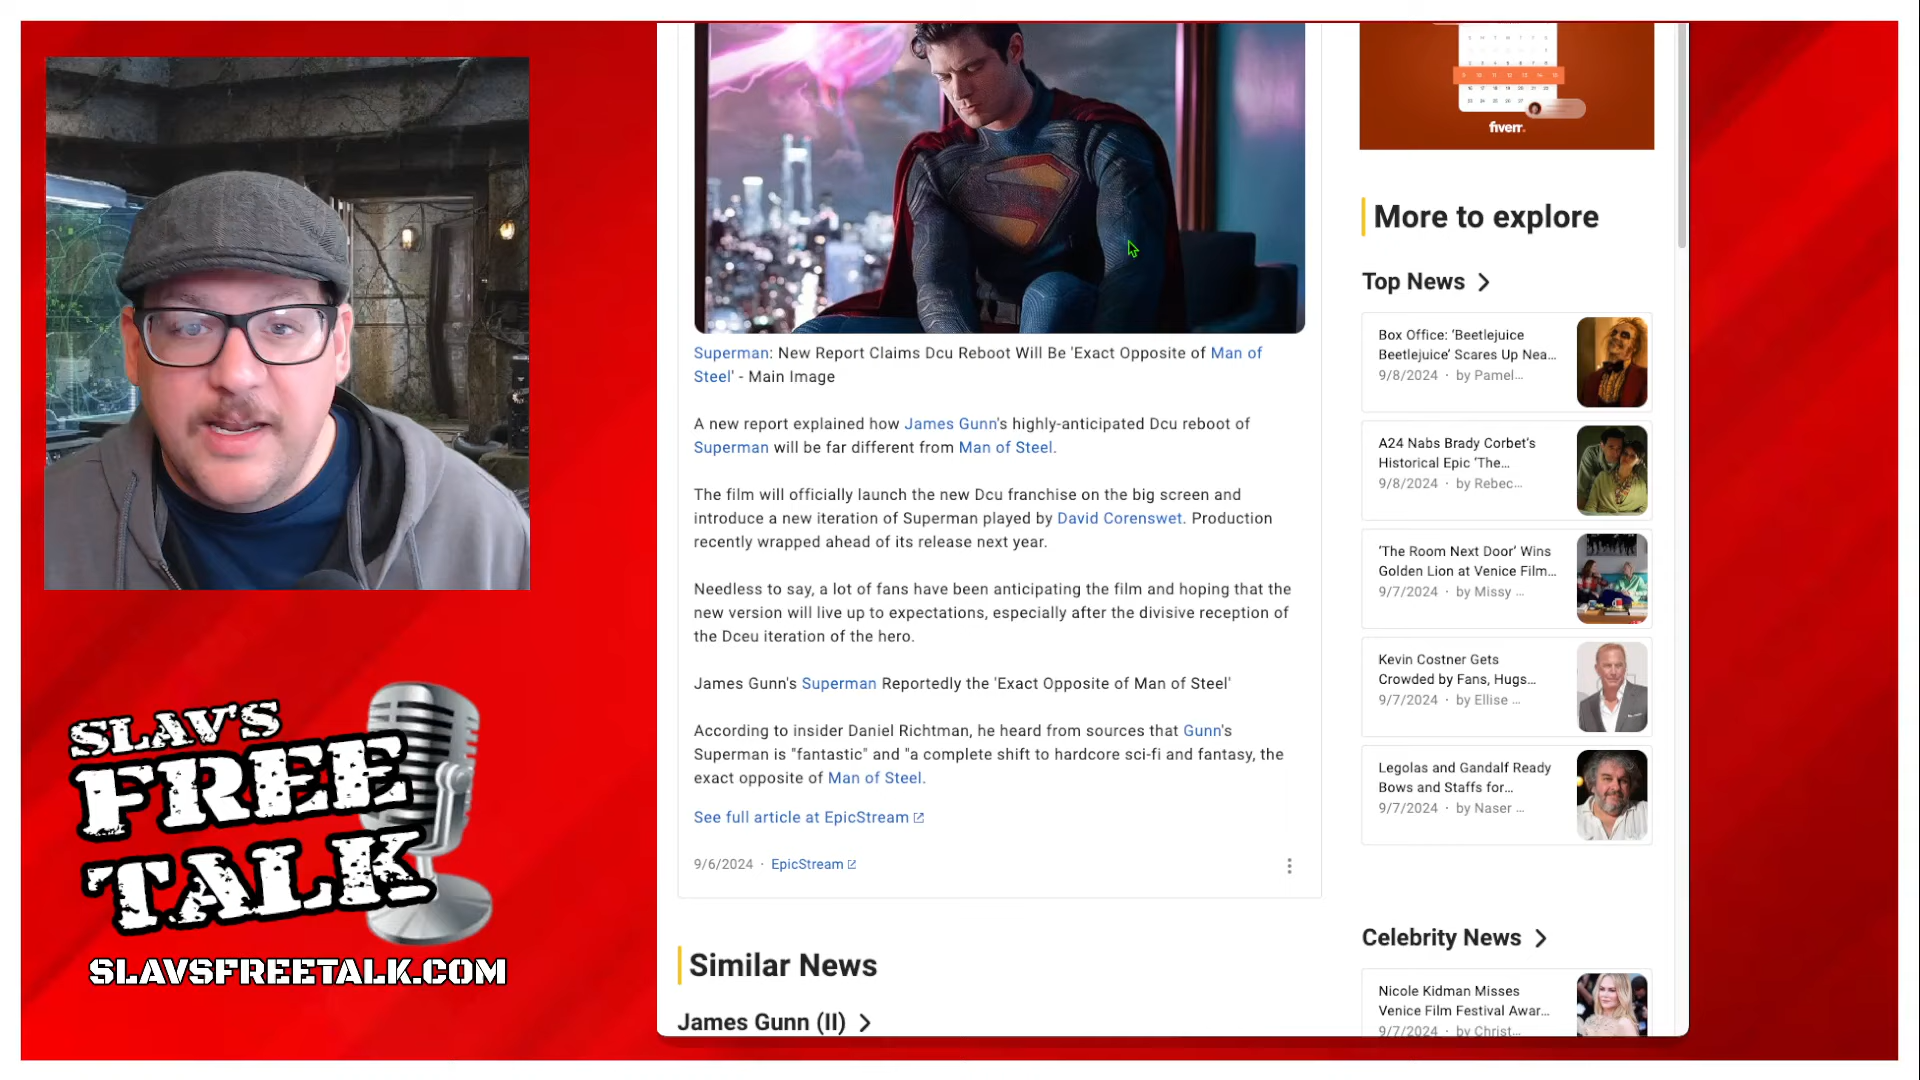 SLAV'S
FREE
TALK
SLAVSFREETALK.COM
Superman: New Report Claims Dcu Reboot Will Be 'Exact Opposite of Man of
Steel' - Main Image
A new report explained how James Gunn's highly-anticipated Dcu reboot of
Superman will be far different from Man of Steel.
The film will officially launch the new Dcu franchise on the big screen and
introduce a new iteration of Superman played by David Corenswet. Production
recently wrapped ahead of its release next year.
Needless to say, a lot of fans have been anticipating the film and hoping that the
new version will live up to expectations, especially after the divisive reception of
the Dceu iteration of the hero.
James Gunn's Superman Reportedly the 'Exact Opposite of Man of Steel'
According to insider Daniel Richtman, he heard from sources that Gunn's
Superman is "fantastic" and "a complete shift to hardcore sci-fi and fantasy, the
exact opposite of Man of Steel.
See full article at EpicStream
9/6/2024 · EpicStream
Similar News
James Gunn (II)
fiverr.
More to explore
Top News
Box Office: ‘Beetlejuice
Beetlejuice’ Scares Up Nea...
9/8/2024 · by Pamel...
A24 Nabs Brady Corbet’s
Historical Epic ‘The...
9/8/2024 · by Rebec...
‘The Room Next Door’ Wins
Golden Lion at Venice Film...
9/7/2024 · by Missy ...
Kevin Costner Gets
Crowded by Fans, Hugs...
9/7/2024 · by Ellise ...
Legolas and Gandalf Ready
Bows and Staffs for...
9/7/2024 · by Naser ...
Celebrity News
Nicole Kidman Misses
Venice Film Festival Awar...
9/7/2024 · by Christ...